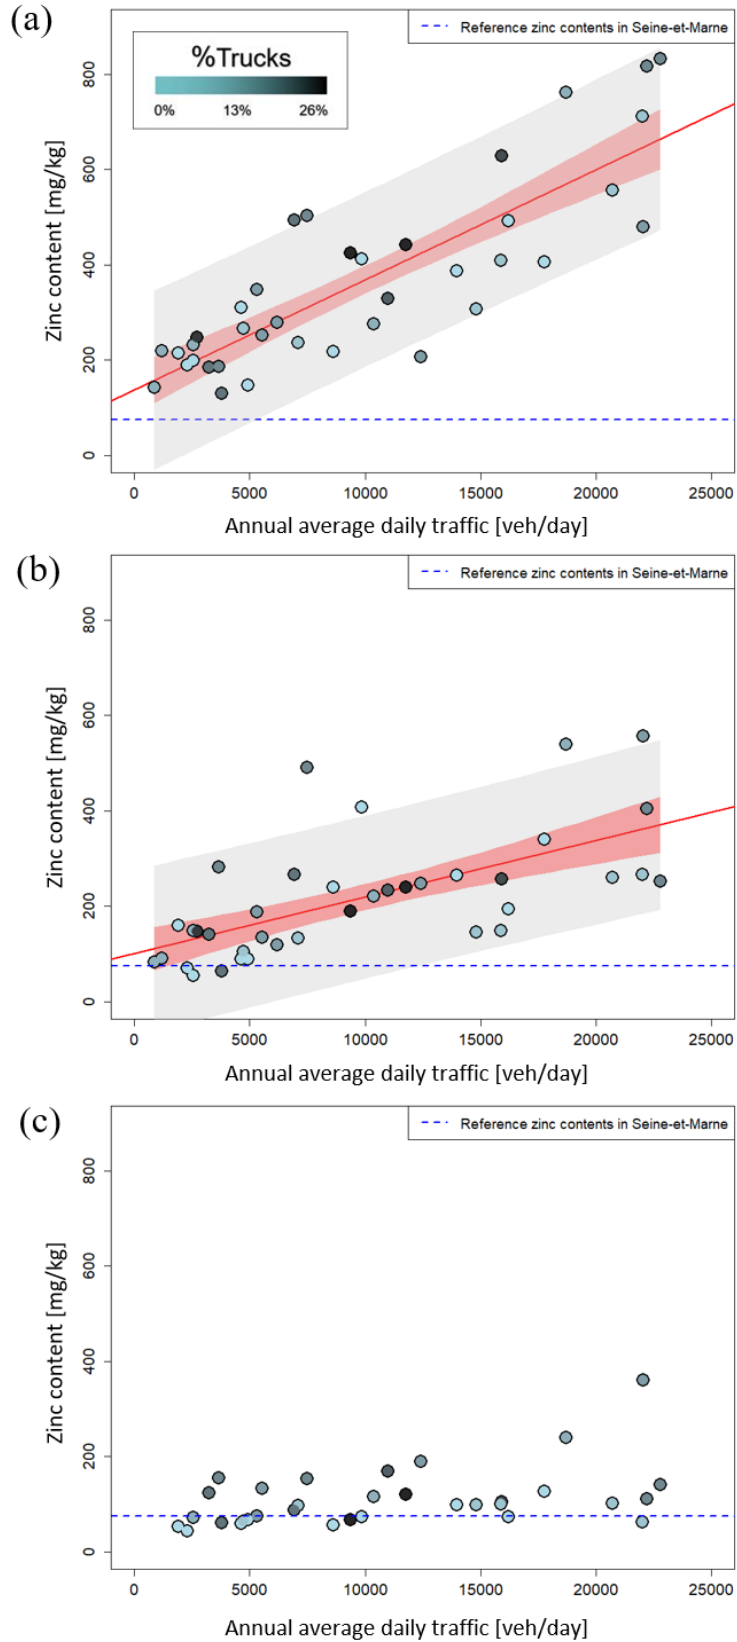 (a)
Reference zinc contents in Seine-et-Marne
%Trucks
0% 13% 26%
Zinc content [mg/kg]
800
600
400
200
0
0 5000 10000 15000 20000 25000
Annual average daily traffic [veh/day]
(b)
Reference zinc contents in Seine-et-Marne
Zinc content [mg/kg]
800
600
400
200
0
0 5000 10000 15000 20000 25000
Annual average daily traffic [veh/day]
(c)
Reference zinc contents in Seine-et-Marne
Zinc content [mg/kg]
800
600
400
200
0
0 5000 10000 15000 20000 25000
Annual average daily traffic [veh/day]